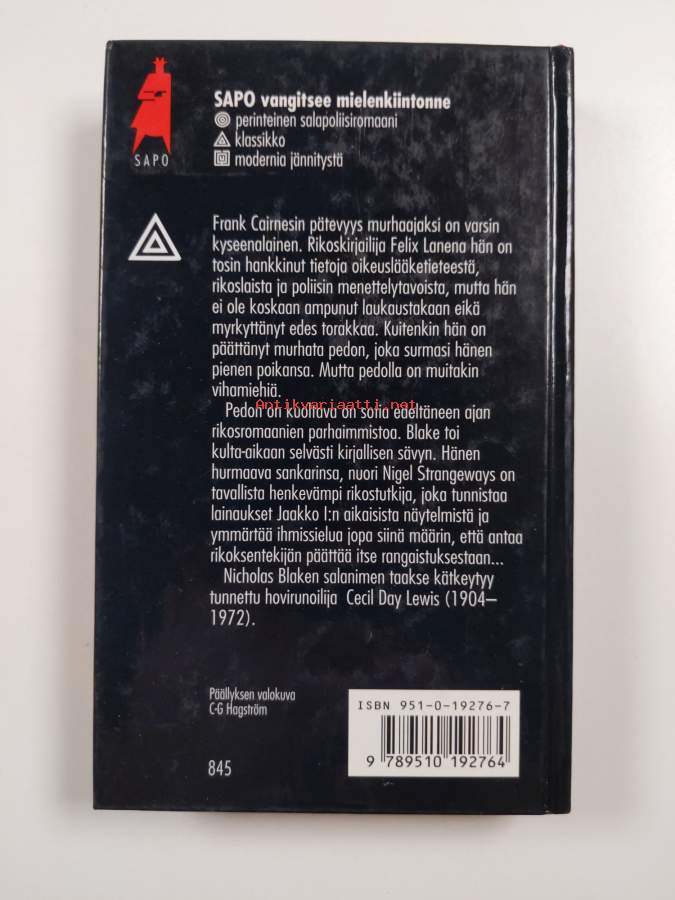 SAPO vangitsee mielenkiintonne
perinteinen salapoliisiromaani
klassikko
modernia jännitystä
SAPO
Frank Cairnesin pätevyys murhaajaksi on varsin
kyseenalainen. Rikoskirjailija Felix Lanena hän on
tosin hankkinut tietoja oikeuslääketieteestä,
rikoslaista ja poliisin menettelytavoista, mutta hän
ei ole koskaan ampunut laukaustakaan eikä
myrkyttänyt edes torakkaa. Kuitenkin hän on
päättänyt murhata pedon, joka surmasi hänen
pienen poikansa. Mutta pedolla on muitakin
vihamiehiä.
Antikvariaatti.net
Pedon on kuoltava on sotia edeltäneen ajan
rikosromaanien parhaimmistoa. Blake toi
kulta-aikaan selvästi kirjallisen sävyn. Hänen
hurmaava sankarinsa, nuori Nigel Strangeways on
tavallista henkevämpi rikostutkija, joka tunnistaa
lainaukset Jaakko I:n aikaisista näytelmistä ja
ymmärtää ihmissielua jopa siinä määrin, että antaa
rikoksentekijän päättää itse rangaistuksestaan...
Nicholas Blaken salanimen taakse kätkeytyy
tunnettu hovirunoilija Cecil Day Lewis (1904–
1972).
Päällyksen valokuva
C-G Hagström
845
ISBN 951-0-19276-7
9 789510 192764